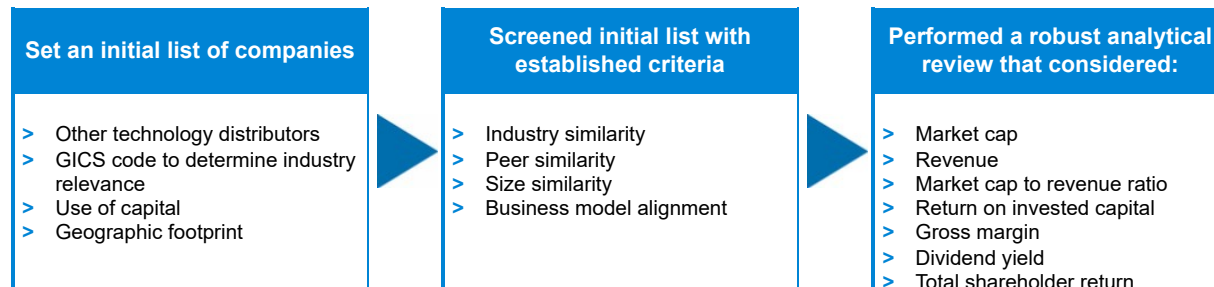 Set an initial list of companies
> Other technology distributors
> GICS code to determine industry
relevance
> Use of capital
> Geographic footprint
Screened initial list with
established criteria
> Industry similarity
> Peer similarity
> Size similarity
> Business model alignment
Performed a robust analytical
review that considered:
> Market cap
> Revenue
> Market cap to revenue ratio
> Return on invested capital
> Gross margin
> Dividend yield
> Total shareholder return